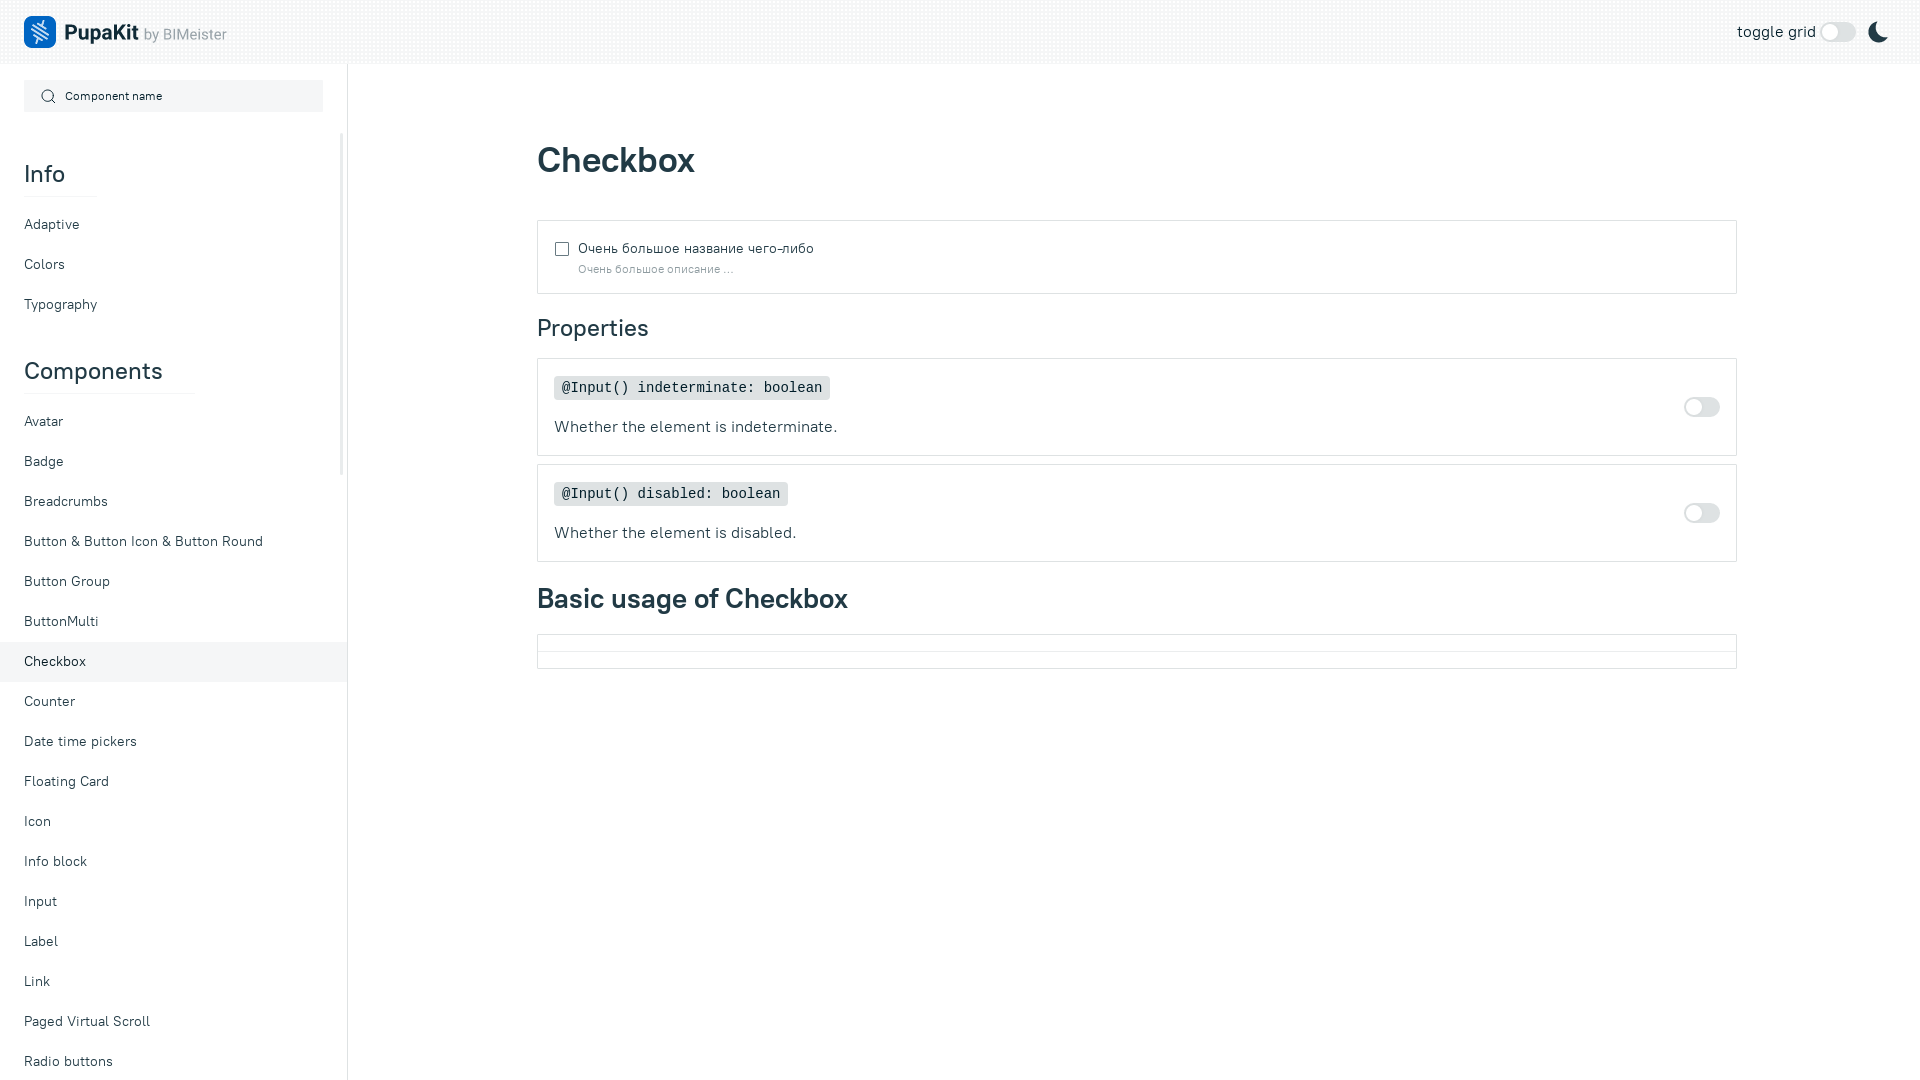 PupaKit by BIMeister
toggle grid
Component name
Info
Adaptive
Colors
Typography
Components
Avatar
Badge
Breadcrumbs
Button & Button Icon & Button Round
Button Group
ButtonMulti
Checkbox
Counter
Date time pickers
Floating Card
Icon
Info block
Input
Label
Link
Paged Virtual Scroll
Radio buttons
Checkbox
Очень большое название чего-либо
Очень большое описание ...
Properties
@Input() indeterminate: boolean
Whether the element is indeterminate.
@Input() disabled: boolean
Whether the element is disabled.
Basic usage of Checkbox